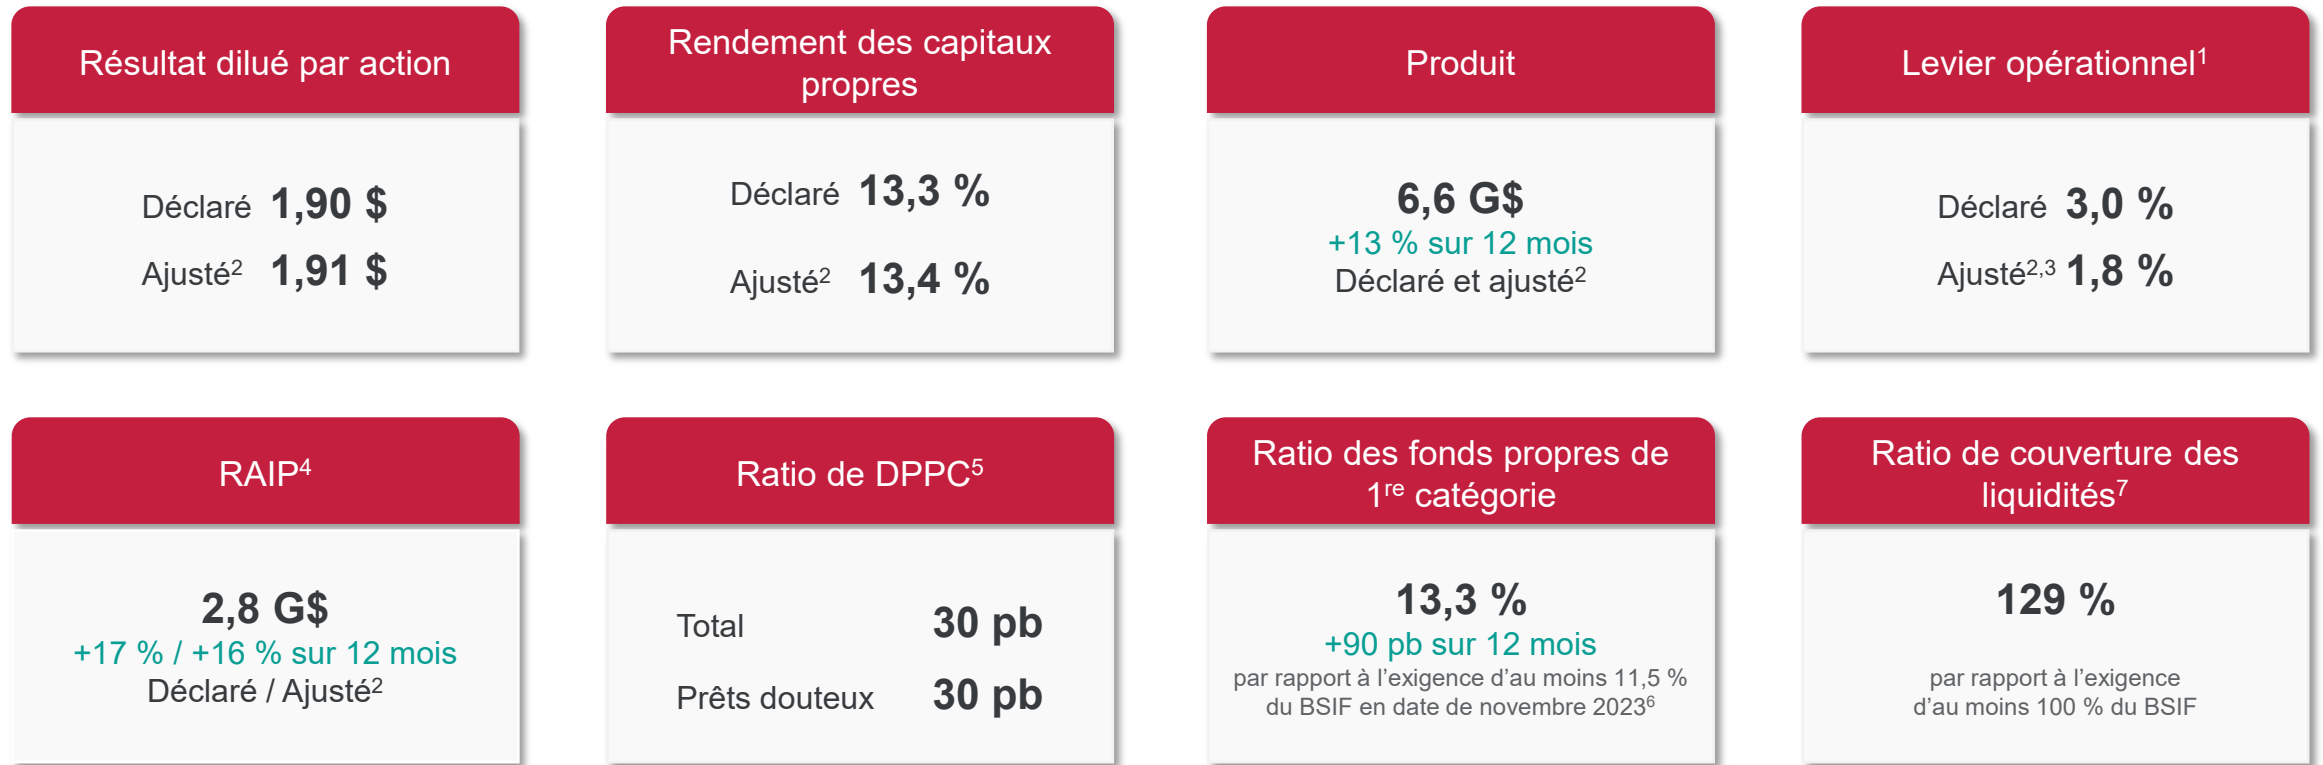 Résultat dilué par action
Déclaré 1,90 $
Ajusté² 1,91 $
Rendement des capitaux
propres
Déclaré 13,3 %
Ajusté² 13,4 %
Produit
6,6 G$
+13 % sur 12 mois
Déclaré et ajusté²
Levier opérationnel¹
Déclaré 3,0 %
Ajusté²,³ 1,8 %
RAIP⁴
2,8 G$
+17 % / +16 % sur 12 mois
Déclaré / Ajusté²
Ratio de DPPC⁵
Total 30 pb
Prêts douteux 30 pb
Ratio des fonds propres de
1ʳᵉ catégorie
13,3 %
+90 pb sur 12 mois
par rapport à l’exigence d’au moins 11,5 %
du BSIF en date de novembre 2023⁶
Ratio de couverture des
liquidités⁷
129 %
par rapport à l’exigence
d’au moins 100 % du BSIF